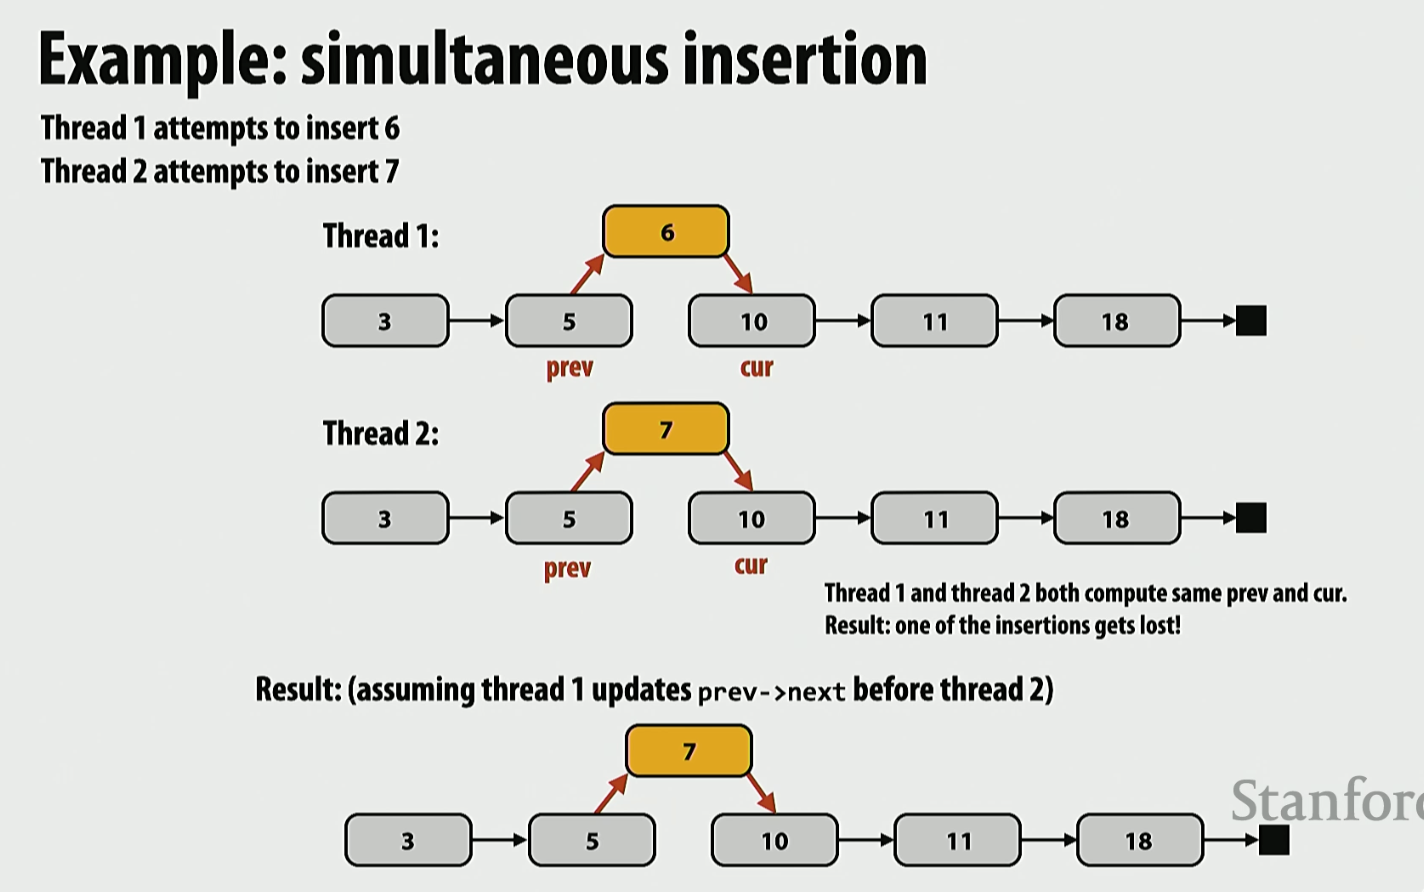 Example: simultaneous insertion
Thread 1 attempts to insert 6
Thread 2 attempts to insert 7
Thread 1:
6
3 5 10 11 18
prev cur
Thread 2:
7
3 5 10 11 18
prev cur
Thread 1 and thread 2 both compute same prev and cur.
Result: one of the insertions gets lost!
Result: (assuming thread 1 updates prev->next before thread 2)
7
Stanford
3 5 10 11 18